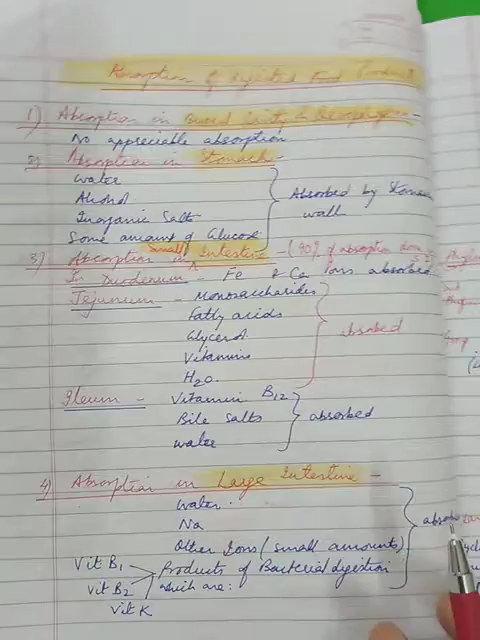 Absorption of digested Food Products
1) Absorption in Buccal Cavity & Oesophagus -
No appreciable absorption
2) Absorption in Stomach -
Water
Alcohol
Inorganic Salts
Some amount of Glucose
Absorbed by Stomach
wall
3) Absorption in Small Intestine - (90% of absorption done
In Duodenum - Fe & Ca Ions absorbed
Jejunum - Monosaccharides
Fatty acids
Glycerol
Vitamins
H₂O
absorbed
Ileum - Vitamin B₁₂
Bile Salts
water
absorbed
4) Absorption in Large Intestine -
Water
Na
Other Ions (small amounts)
Products of Bacterial digestion
which are:
Vit B₁
Vit B₂
Vit K